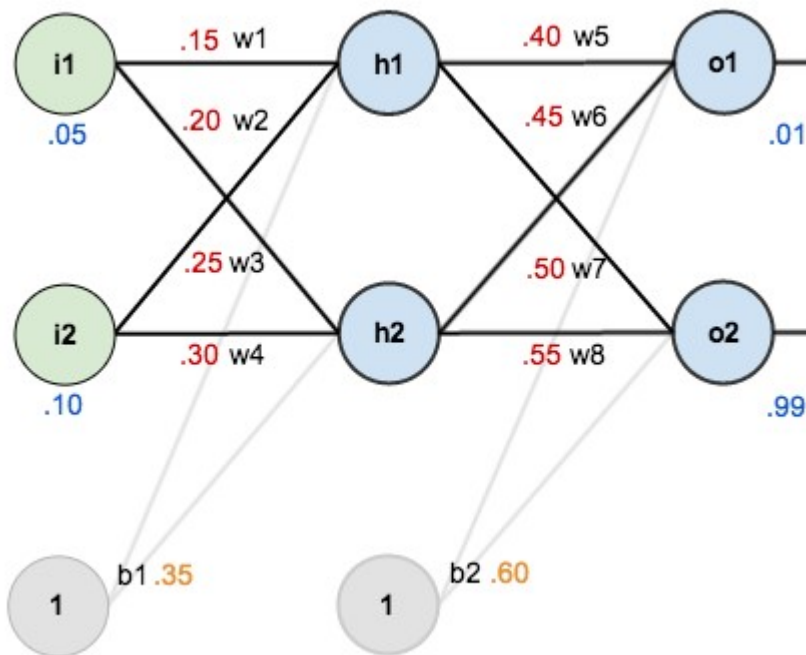 .15 w1
.40 w5
i1
h1
o1
.20 w2
.45 w6
.05
.01
.25 w3
.50 w7
i2
h2
o2
.30 w4
.55 w8
.10
.99
b1 .35
b2 .60
1
1